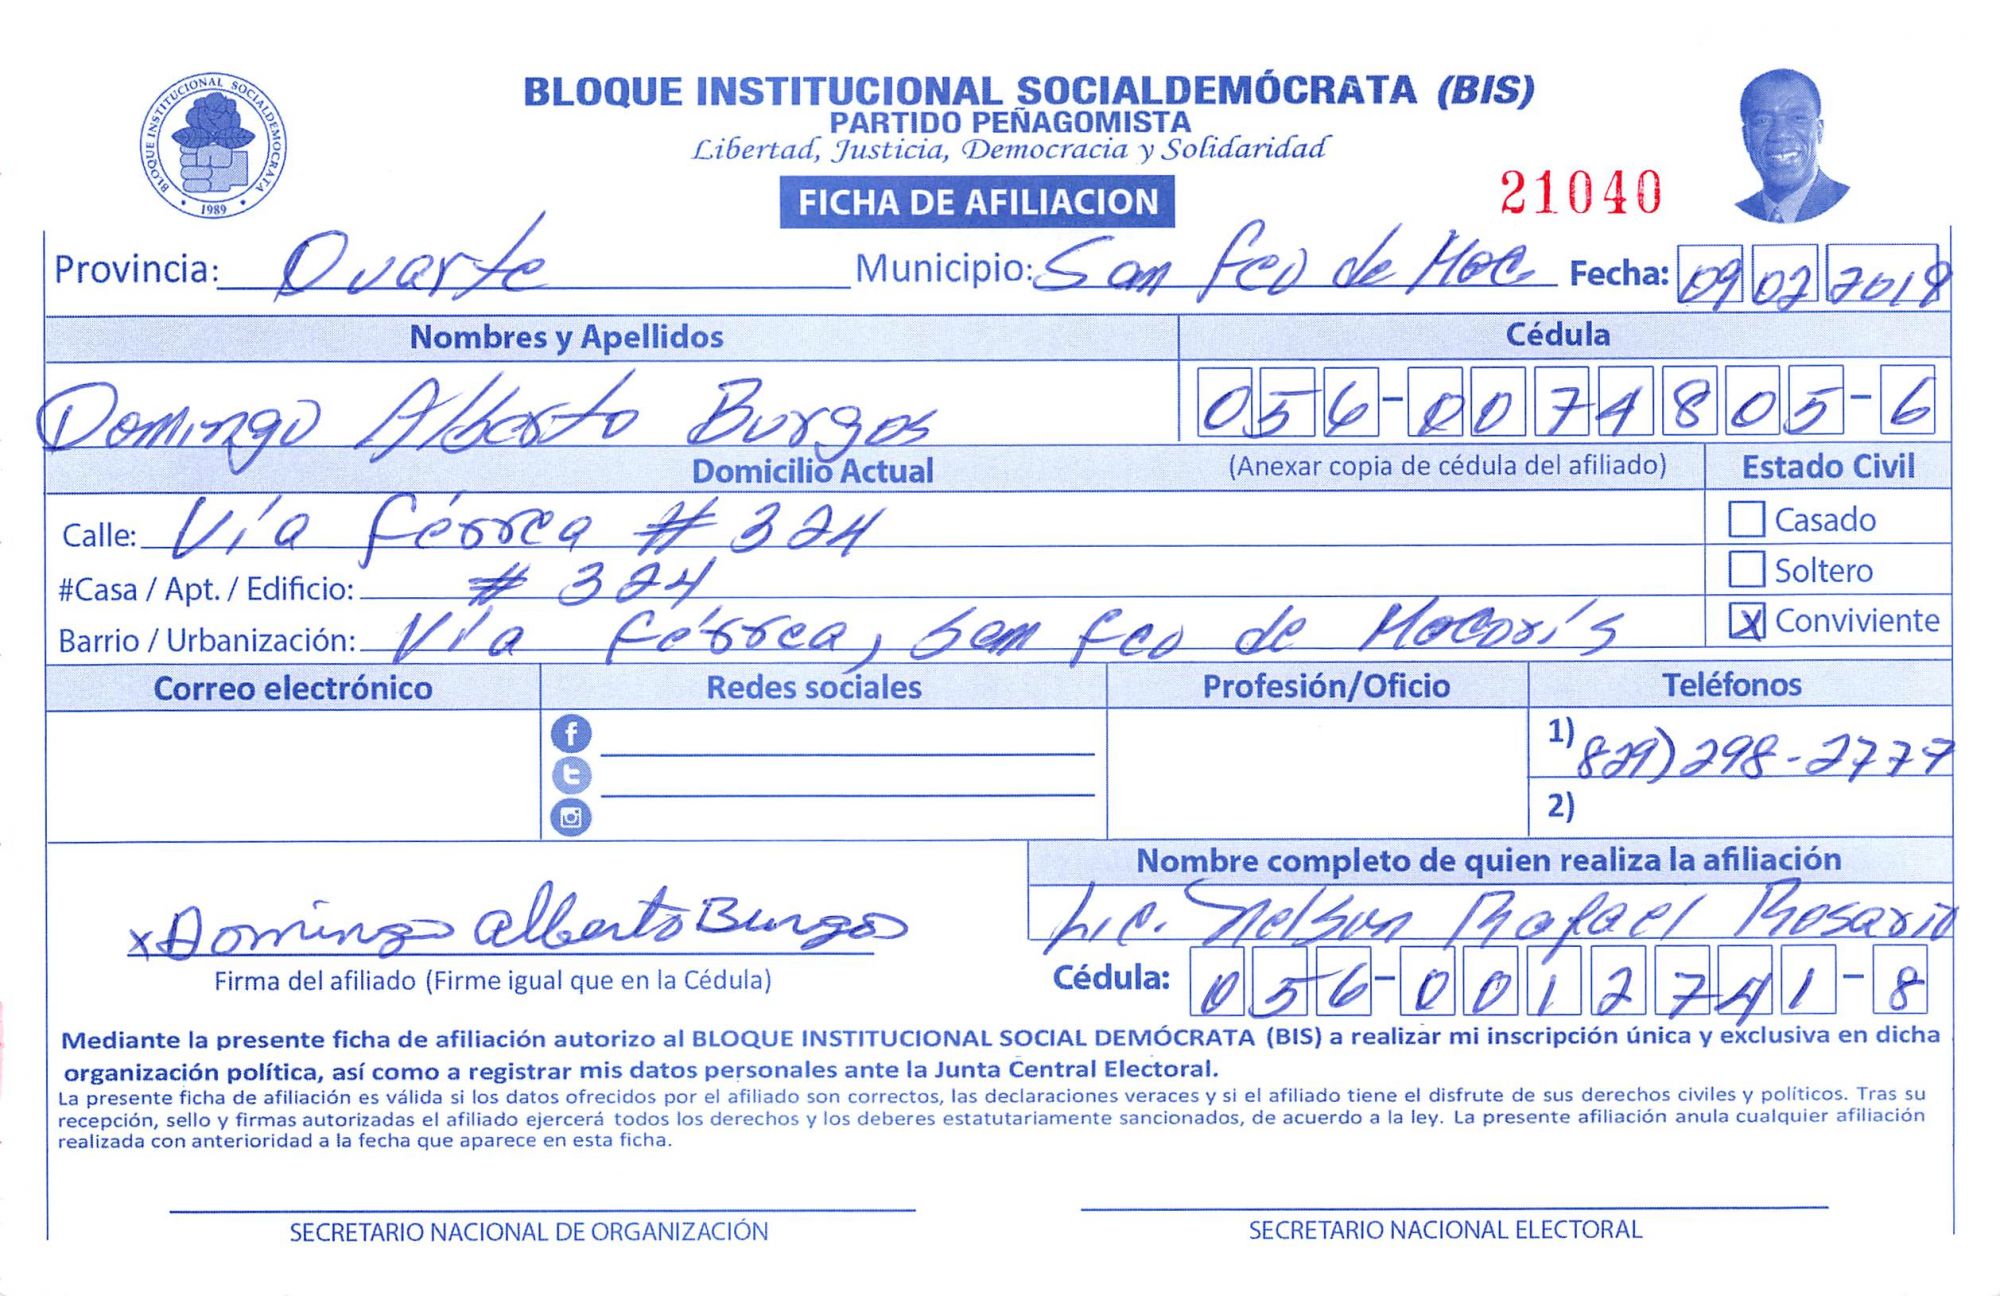 BLOQUE INSTITUCIONAL SOCIALDEMÓCRATA (BIS)
PARTIDO PEÑAGOMISTA
Libertad, Justicia, Democracia y Solidaridad
BLOQUE INSTITUCIONAL SOCIALDEMOCRATA
1989
FICHA DE AFILIACION
21040
Provincia: Duarte Municipio: San Fco de Mac. Fecha: 09 02 2019
Nombres y Apellidos Cédula
Domingo Alberto Burgos 056-0074805-6
Domicilio Actual (Anexar copia de cédula del afiliado) Estado Civil
Calle: Vía Férrea # 324 Casado
#Casa / Apt. / Edificio: # 324 Soltero
Barrio / Urbanización: Vía Férrea, San Fco de Macorís X Conviviente
Correo electrónico Redes sociales Profesión/Oficio Teléfonos
1) 829) 298-2777
2)
Nombre completo de quien realiza la afiliación
Lic. Nelson Rafael Rosario
x Domingo Alberto Burgos
Firma del afiliado (Firme igual que en la Cédula) Cédula: 056-0012741-8
Mediante la presente ficha de afiliación autorizo al BLOQUE INSTITUCIONAL SOCIAL DEMÓCRATA (BIS) a realizar mi inscripción única y exclusiva en dicha
organización política, así como a registrar mis datos personales ante la Junta Central Electoral.
La presente ficha de afiliación es válida si los datos ofrecidos por el afiliado son correctos, las declaraciones veraces y si el afiliado tiene el disfrute de sus derechos civiles y políticos. Tras su
recepción, sello y firmas autorizadas el afiliado ejercerá todos los derechos y los deberes estatutariamente sancionados, de acuerdo a la ley. La presente afiliación anula cualquier afiliación
realizada con anterioridad a la fecha que aparece en esta ficha.
SECRETARIO NACIONAL DE ORGANIZACIÓN SECRETARIO NACIONAL ELECTORAL